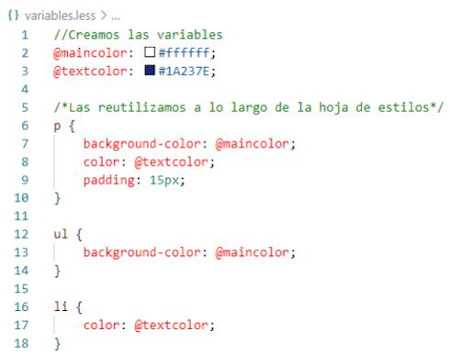 {} variables.less > ...
1 //Creamos las variables
2 @maincolor: #ffffff;
3 @textcolor: #1A237E;
4
5 /*Las reutilizamos a lo largo de la hoja de estilos*/
6 p {
7 background-color: @maincolor;
8 color: @textcolor;
9 padding: 15px;
10 }
11
12 ul {
13 background-color: @maincolor;
14 }
15
16 li {
17 color: @textcolor;
18 }